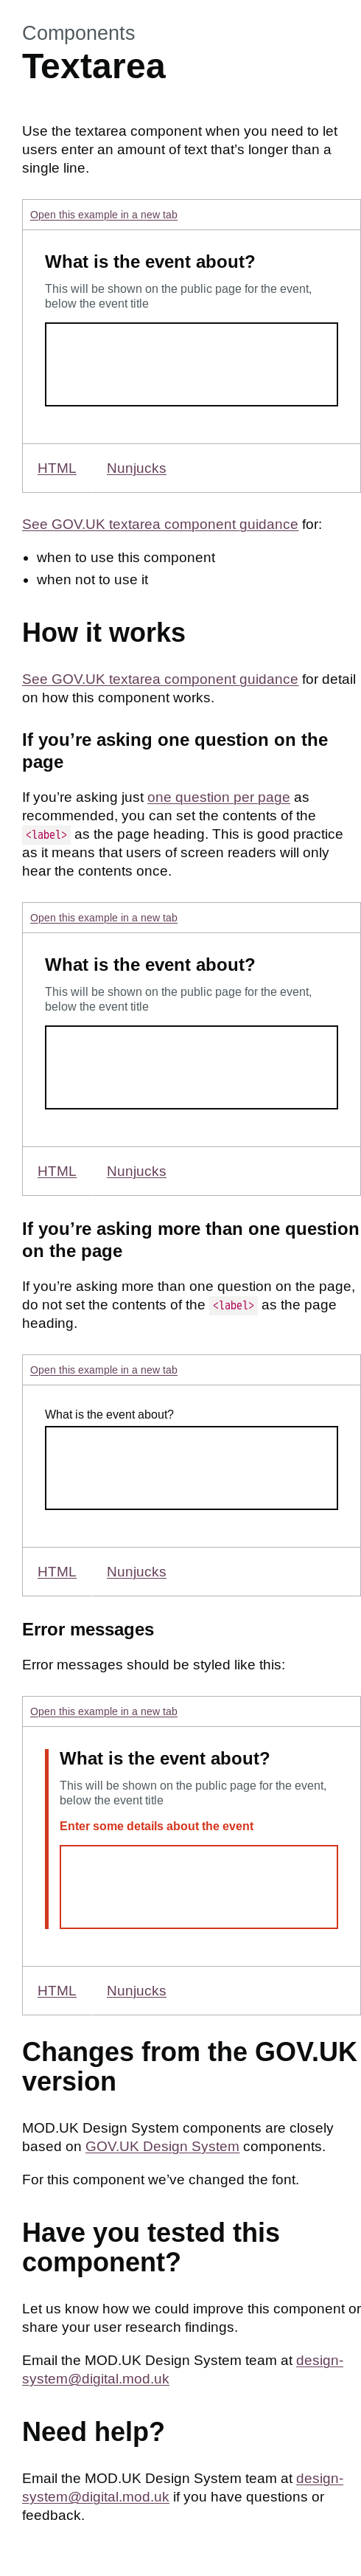 Components
Textarea
Use the textarea component when you need to let
users enter an amount of text that’s longer than a
single line.
Open this example in a new tab
What is the event about?
This will be shown on the public page for the event,
below the event title
HTML Nunjucks
See GOV.UK textarea component guidance for:
• when to use this component
• when not to use it
How it works
See GOV.UK textarea component guidance for detail
on how this component works.
If you’re asking one question on the
page
If you’re asking just one question per page as
recommended, you can set the contents of the
<label> as the page heading. This is good practice
as it means that users of screen readers will only
hear the contents once.
Open this example in a new tab
What is the event about?
This will be shown on the public page for the event,
below the event title
HTML Nunjucks
If you’re asking more than one question
on the page
If you’re asking more than one question on the page,
do not set the contents of the <label> as the page
heading.
Open this example in a new tab
What is the event about?
HTML Nunjucks
Error messages
Error messages should be styled like this:
Open this example in a new tab
What is the event about?
This will be shown on the public page for the event,
below the event title
Enter some details about the event
HTML Nunjucks
Changes from the GOV.UK
version
MOD.UK Design System components are closely
based on GOV.UK Design System components.
For this component we’ve changed the font.
Have you tested this
component?
Let us know how we could improve this component or
share your user research findings.
Email the MOD.UK Design System team at design-
system@digital.mod.uk
Need help?
Email the MOD.UK Design System team at design-
system@digital.mod.uk if you have questions or
feedback.